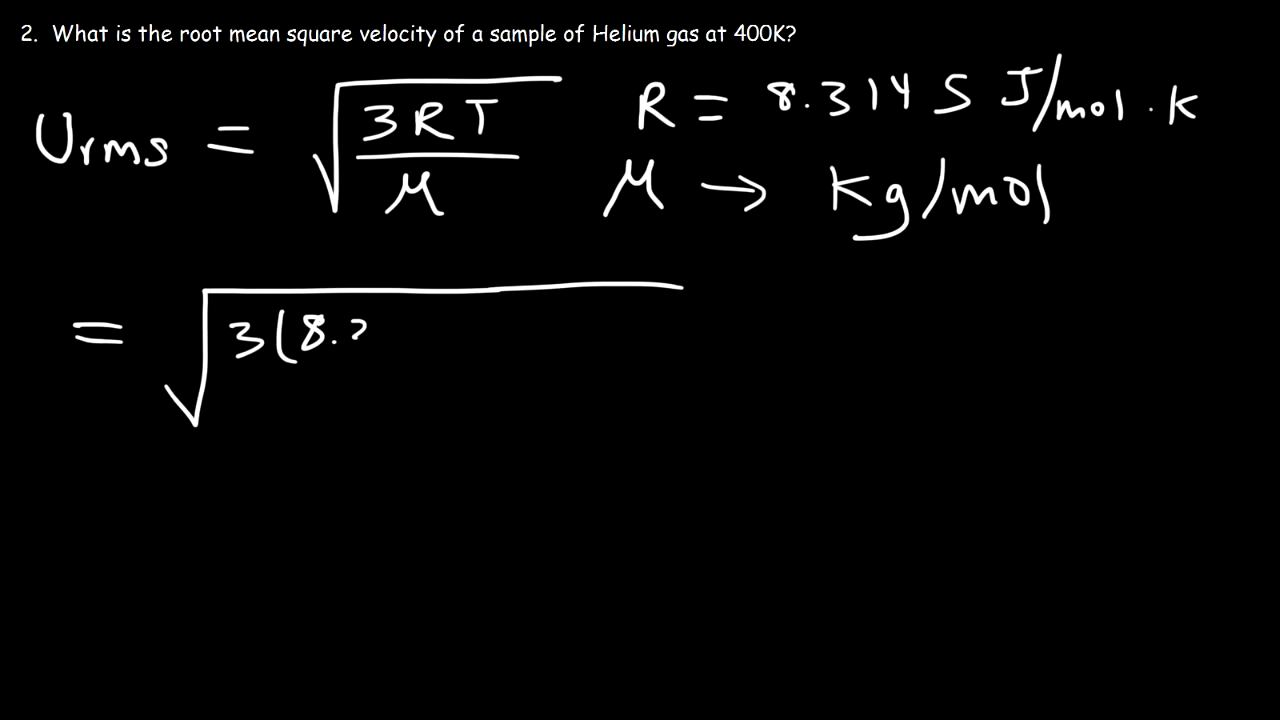 2. What is the root mean square velocity of a sample of Helium gas at 400K?
Urms = √(3RT/M) R = 8.3145 J/mol · K
M → Kg/mol
= √3(8.3